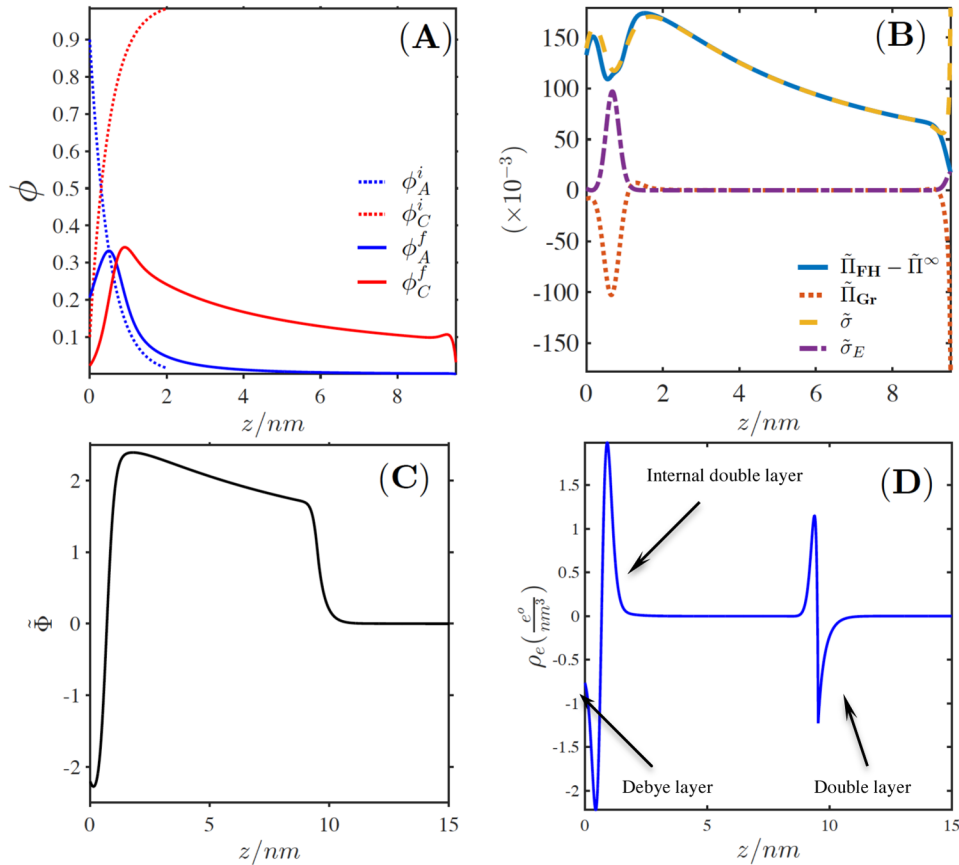 (A)
0.9
0.8
0.7
0.6
0.5
0.4
0.3
0.2
0.1
ϕ
ϕ_A^i
ϕ_C^i
ϕ_A^f
ϕ_C^f
0 2 4 6 8
z/nm
(B)
150
100
50
0
-50
-100
-150
(×10⁻³)
Π̃_FH − Π̃^∞
Π̃_Gr
σ̃
σ̃_E
0 2 4 6 8
z/nm
(C)
2
1
0
-1
-2
Φ̃
0 5 10 15
z/nm
(D)
Internal double layer
1.5
1
0.5
0
-0.5
-1
-1.5
-2
ρ_e(e^o/nm³)
Debye layer
Double layer
0 5 10 15
z/nm